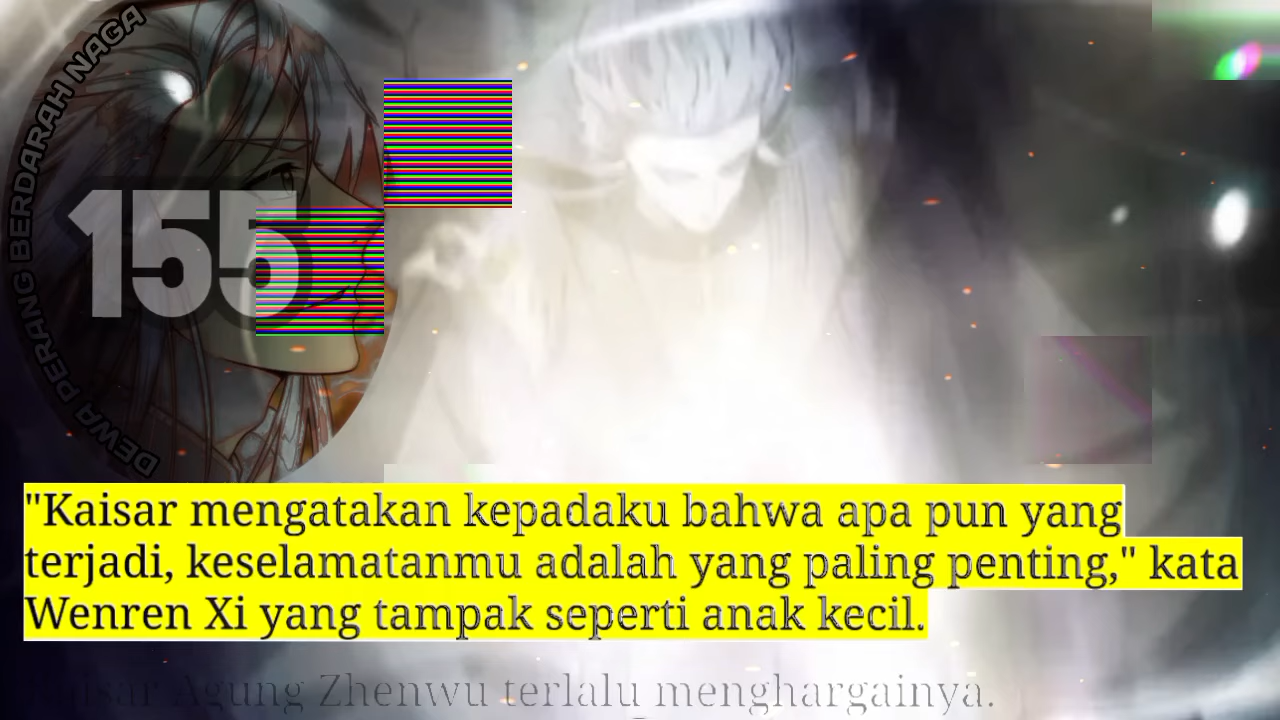 DEWA PERANG BERDARAH NAGA
155
"Kaisar mengatakan kepadaku bahwa apa pun yang
terjadi, keselamatanmu adalah yang paling penting," kata
Wenren Xi yang tampak seperti anak kecil.
Kaisar Agung Zhenwu terlalu menghargainya.